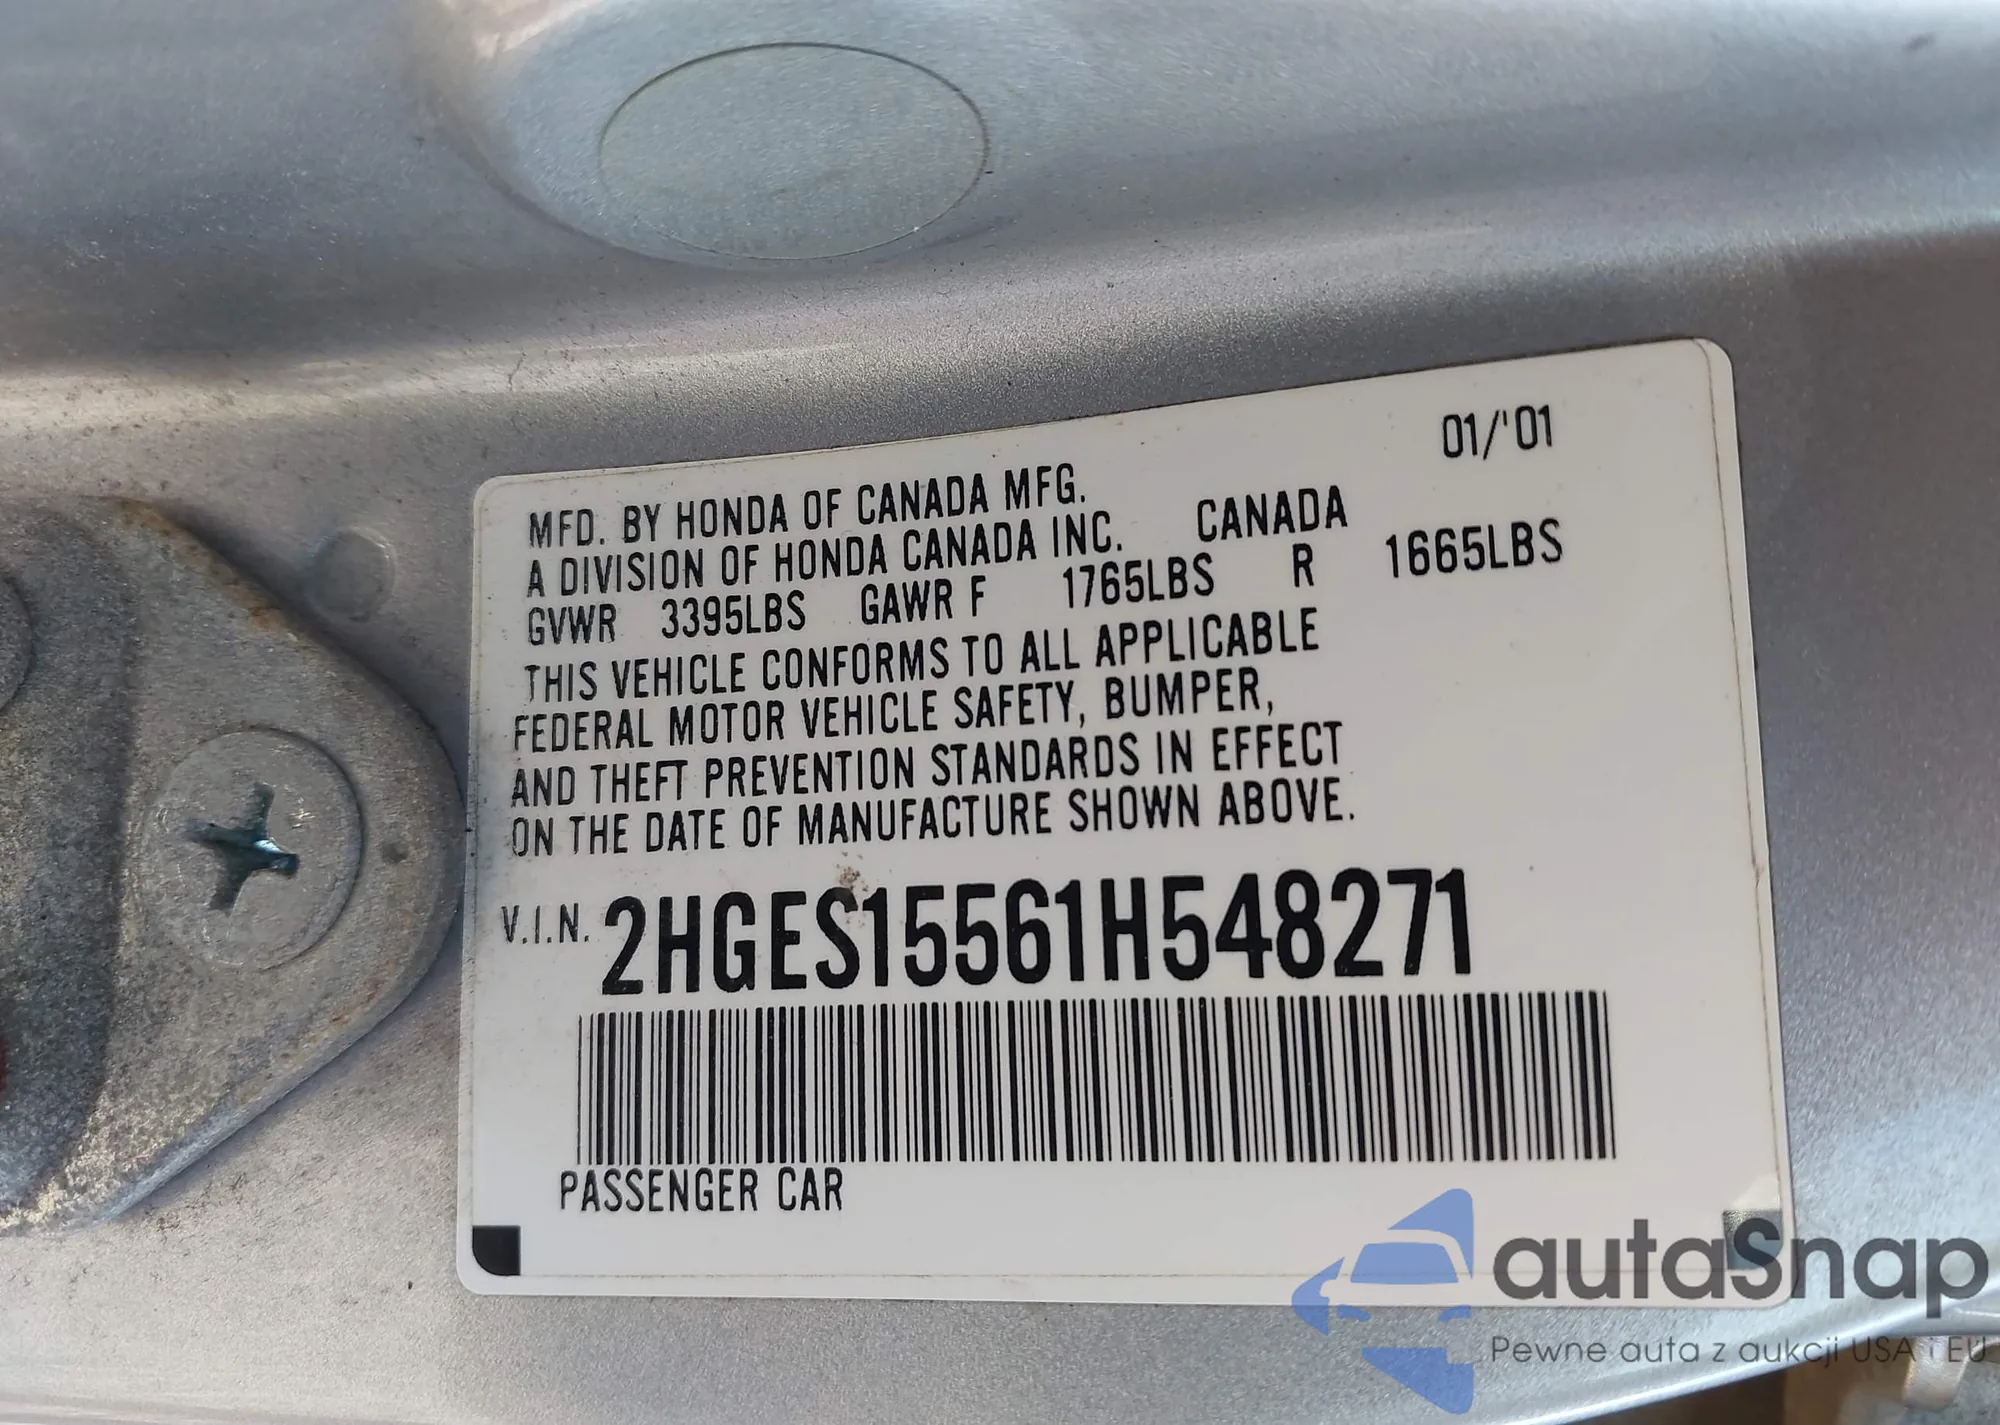 01/'01
MFD. BY HONDA OF CANADA MFG.
A DIVISION OF HONDA CANADA INC. CANADA
GVWR 3395LBS GAWR F 1765LBS R 1665LBS
THIS VEHICLE CONFORMS TO ALL APPLICABLE
FEDERAL MOTOR VEHICLE SAFETY, BUMPER,
AND THEFT PREVENTION STANDARDS IN EFFECT
ON THE DATE OF MANUFACTURE SHOWN ABOVE.
V.I.N. 2HGES15561H548271
PASSENGER CAR
autaSnap
Pewne auta z aukcji USA i EU